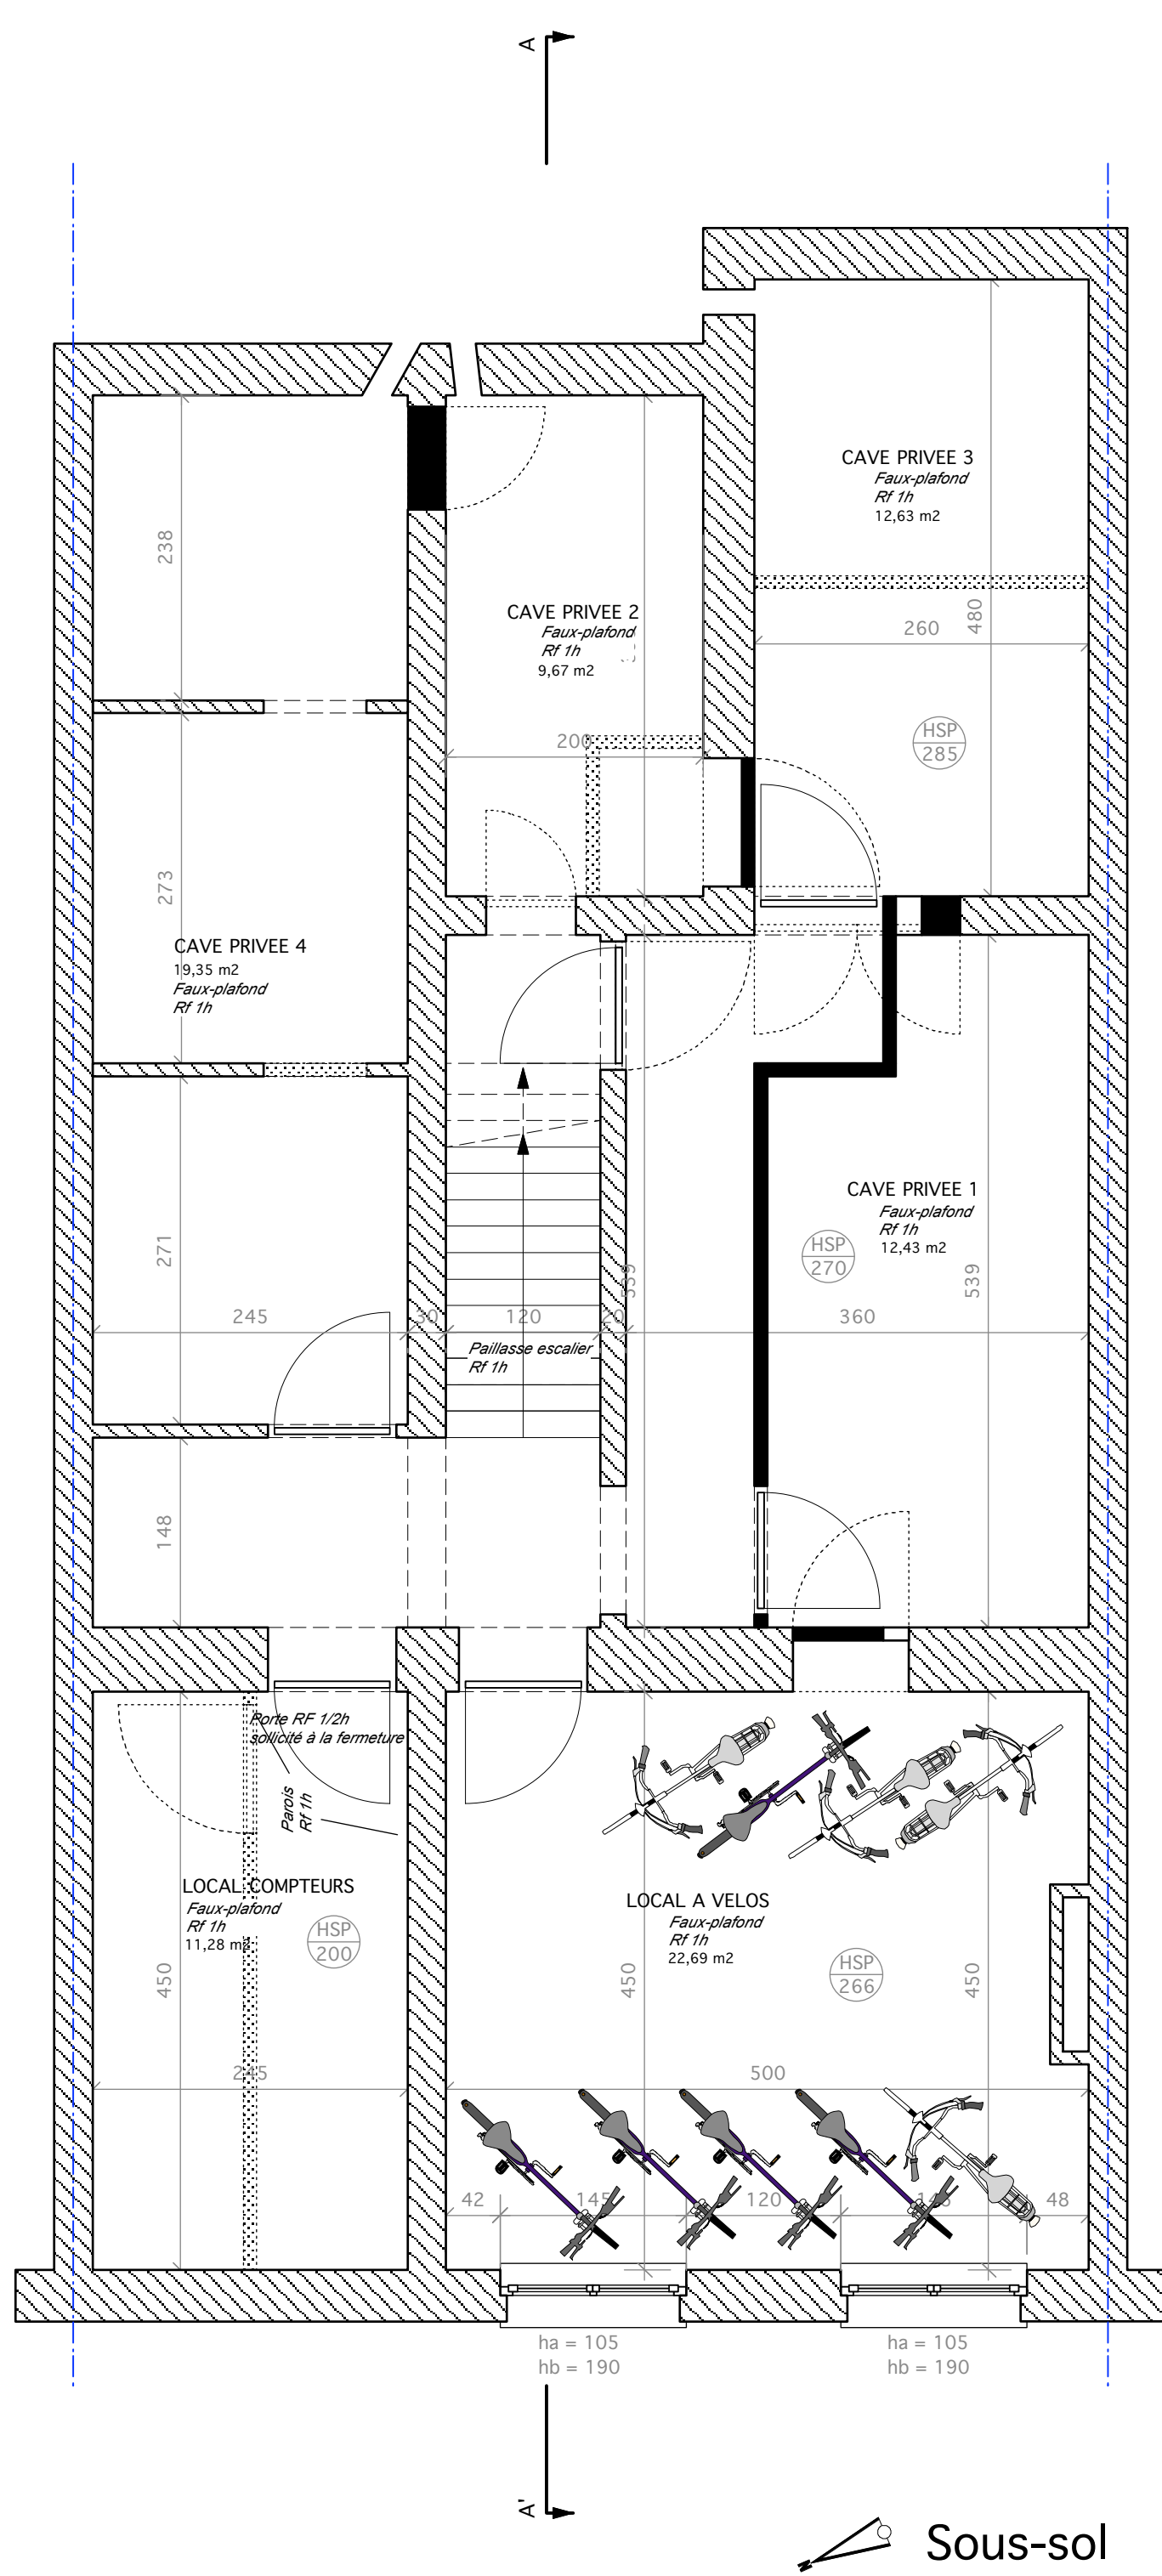 A
CAVE PRIVEE 3
Faux-plafond
Rf 1h
12,63 m2
238
CAVE PRIVEE 2
Faux-plafond
Rf 1h
9,67 m2
480
260
200
HSP
285
273
CAVE PRIVEE 4
19,35 m2
Faux-plafond
Rf 1h
CAVE PRIVEE 1
Faux-plafond
Rf 1h
12,43 m2
HSP
270
271
539
539
245
30
120
20
360
Paillasse escalier
Rf 1h
148
Porte RF 1/2h
sollicité à la fermeture
Parois
Rf 1h
LOCAL COMPTEURS
Faux-plafond
Rf 1h
11,28 m2
HSP
200
LOCAL A VELOS
Faux-plafond
Rf 1h
22,69 m2
HSP
266
450
450
450
245
500
42
145
120
145
48
ha = 105
hb = 190
ha = 105
hb = 190
A'
N
Sous-sol